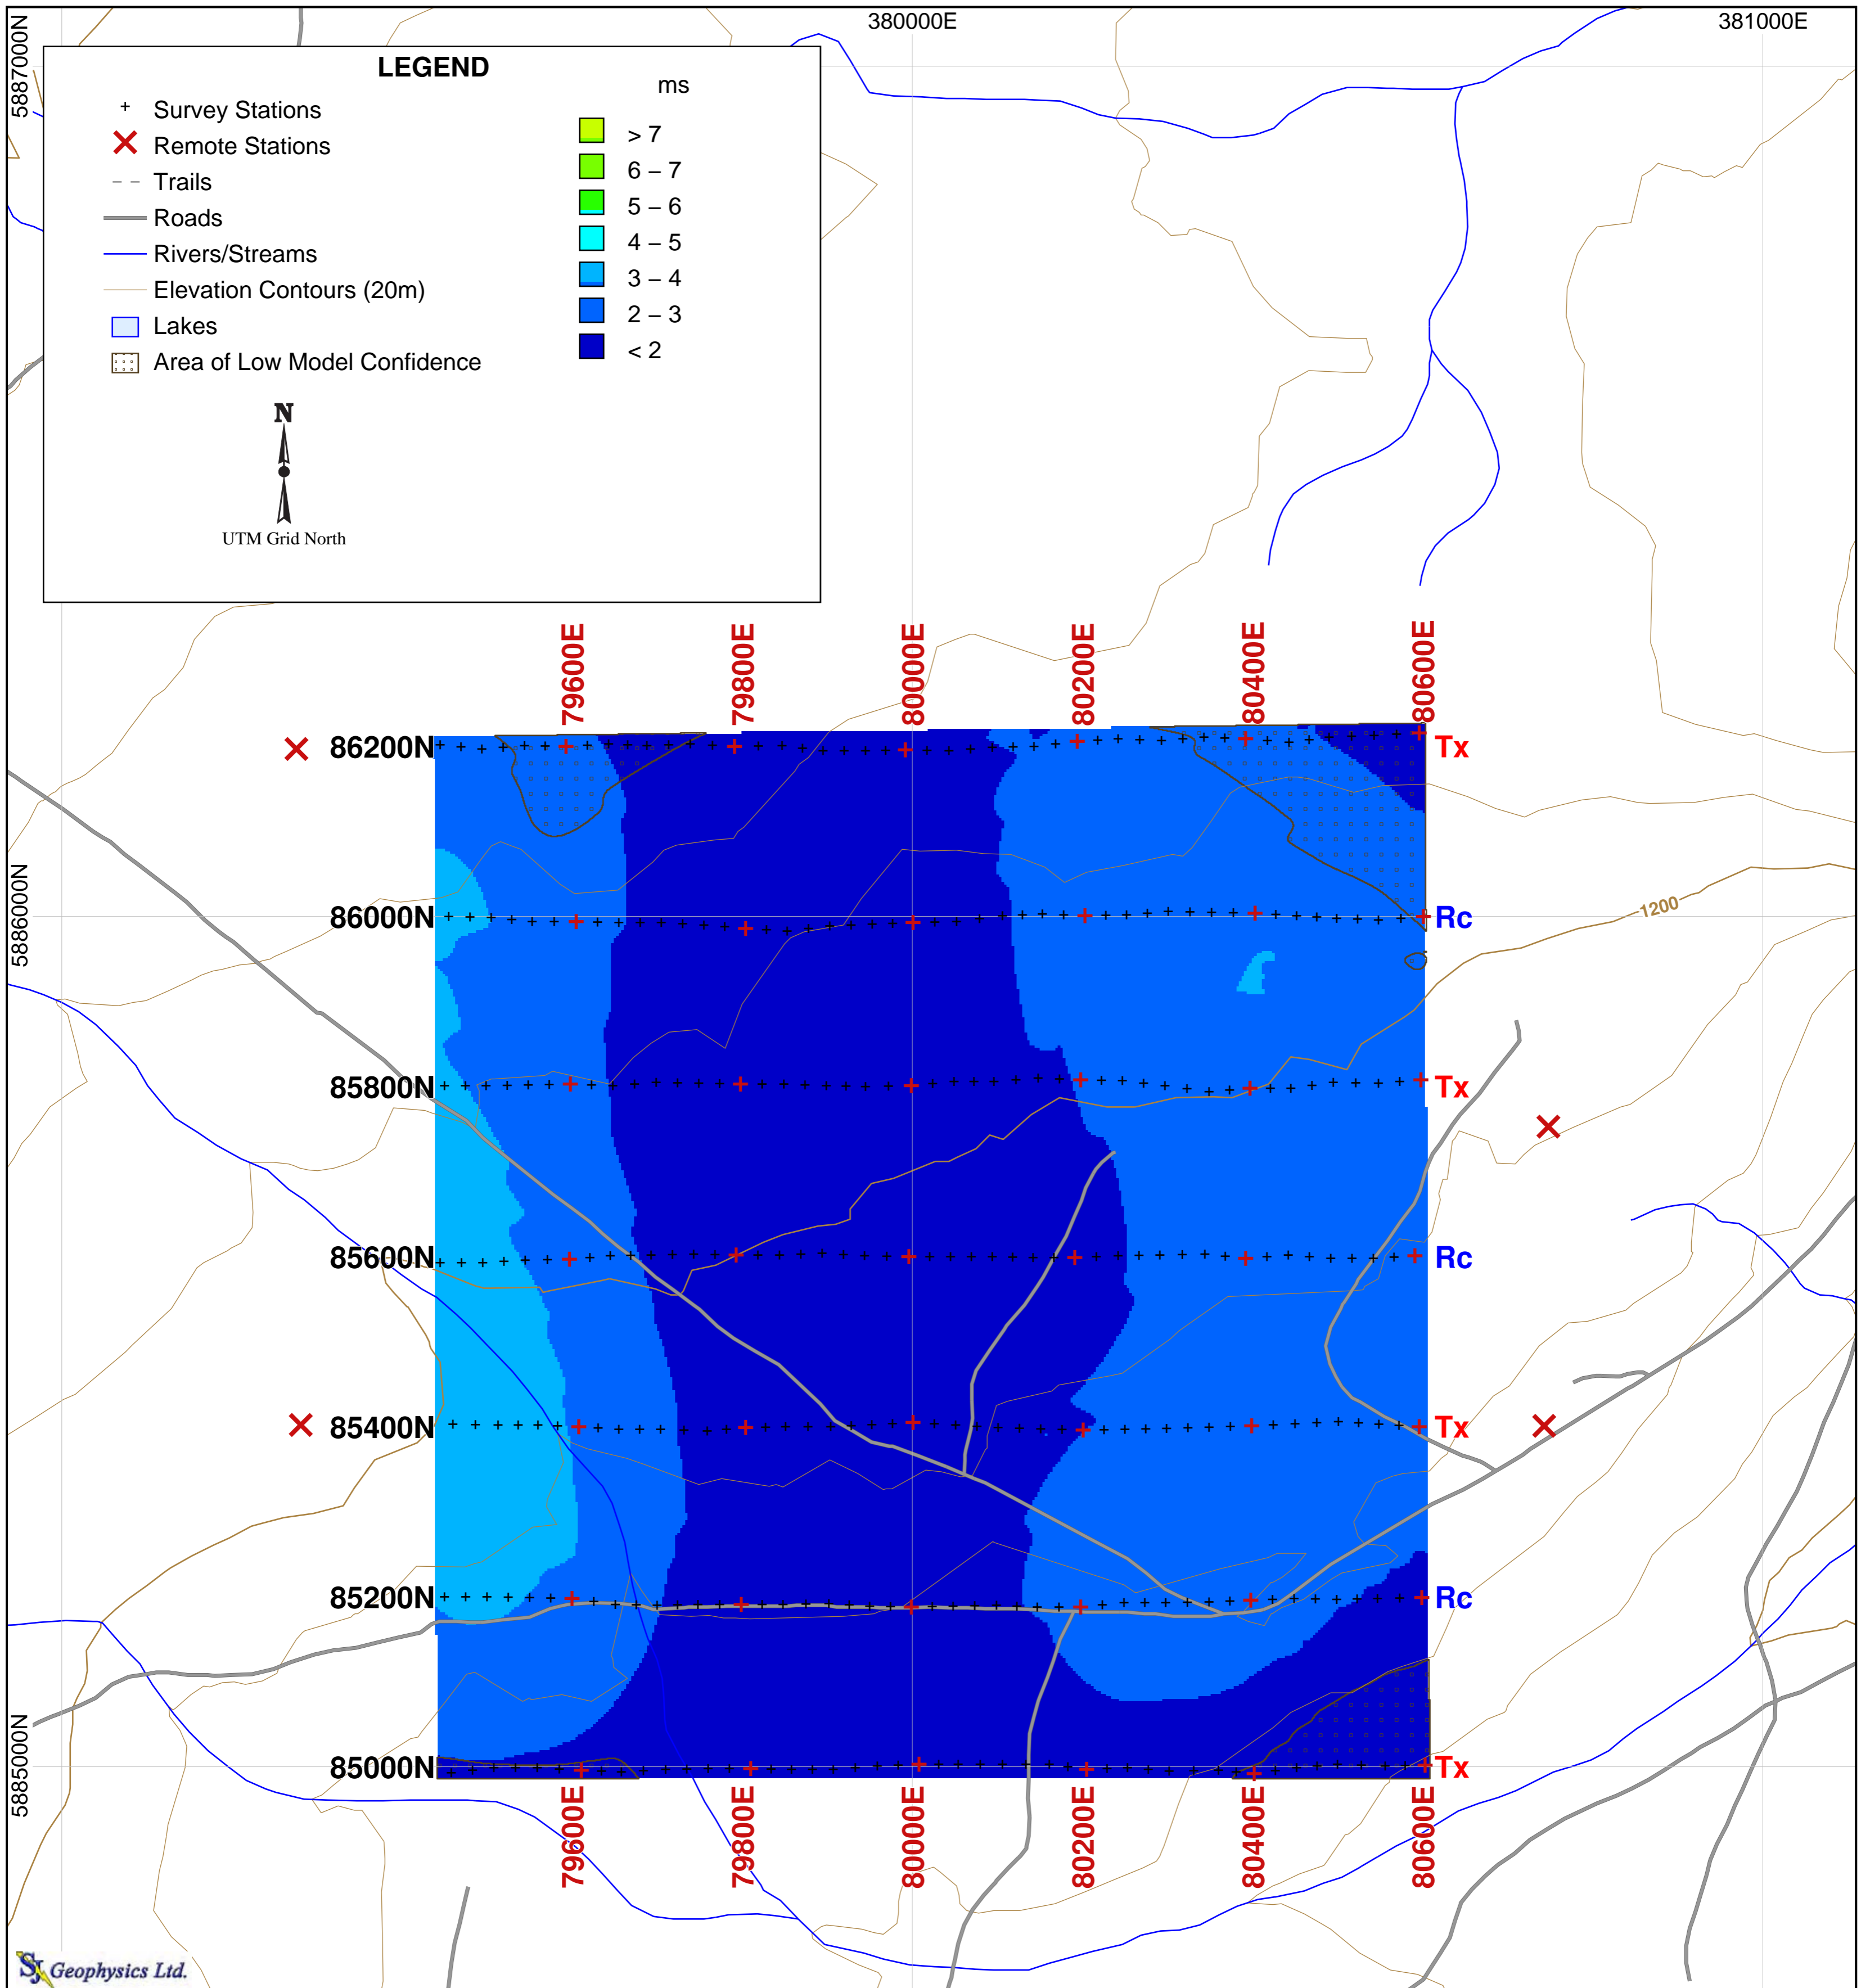 380000E
381000E
5887000N
LEGEND
ms
Survey Stations
Remote Stations
Trails
Roads
Rivers/Streams
Elevation Contours (20m)
Lakes
Area of Low Model Confidence
> 7
6 – 7
5 – 6
4 – 5
3 – 4
2 – 3
< 2
N
UTM Grid North
79600E
79800E
80000E
80200E
80400E
80600E
86200N
Tx
5886000N
86000N
Rc
1200
85800N
Tx
85600N
Rc
85400N
Tx
85200N
Rc
5885000N
85000N
Tx
79600E
79800E
80000E
80200E
80400E
80600E
SJ Geophysics Ltd.